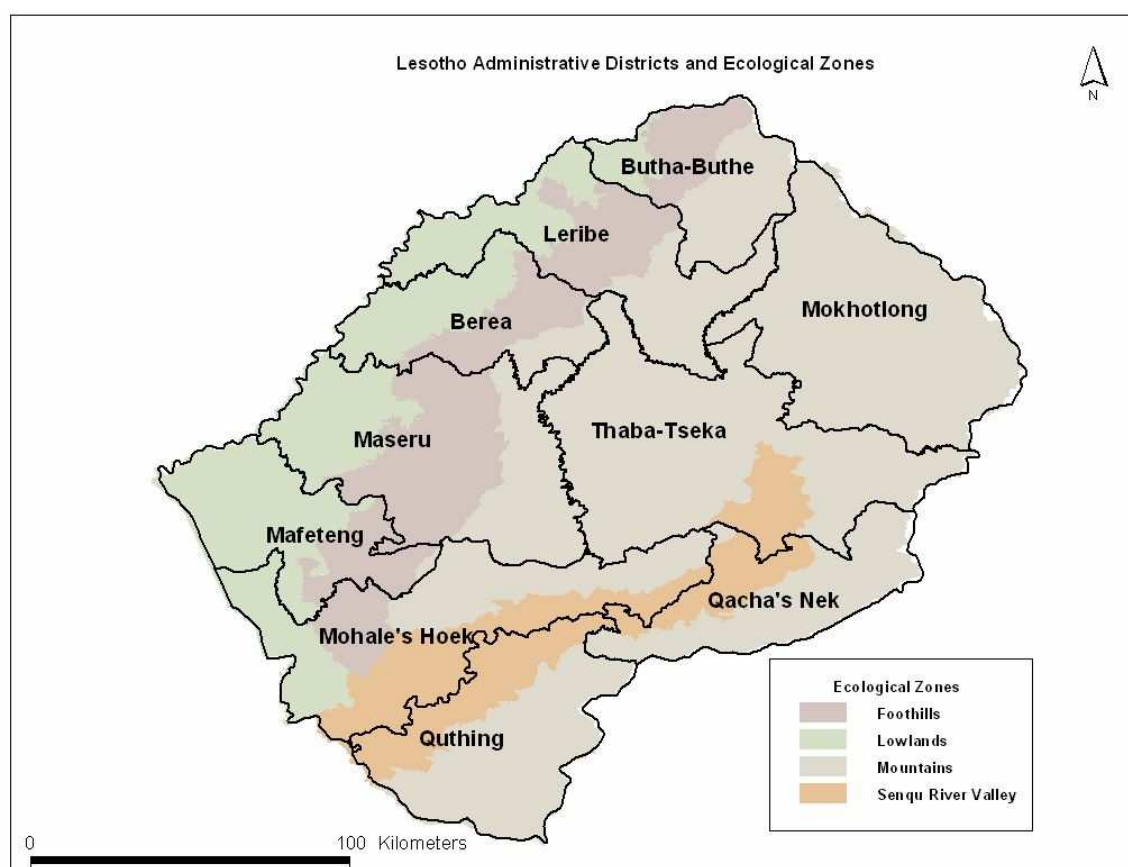 Lesotho Administrative Districts and Ecological Zones
N
Butha-Buthe
Leribe
Mokhotlong
Berea
Thaba-Tseka
Maseru
Mafeteng
Qacha's Nek
Mohale's Hoek
Quthing
Ecological Zones
Foothills
Lowlands
Mountains
Senqu River Valley
0 100 Kilometers